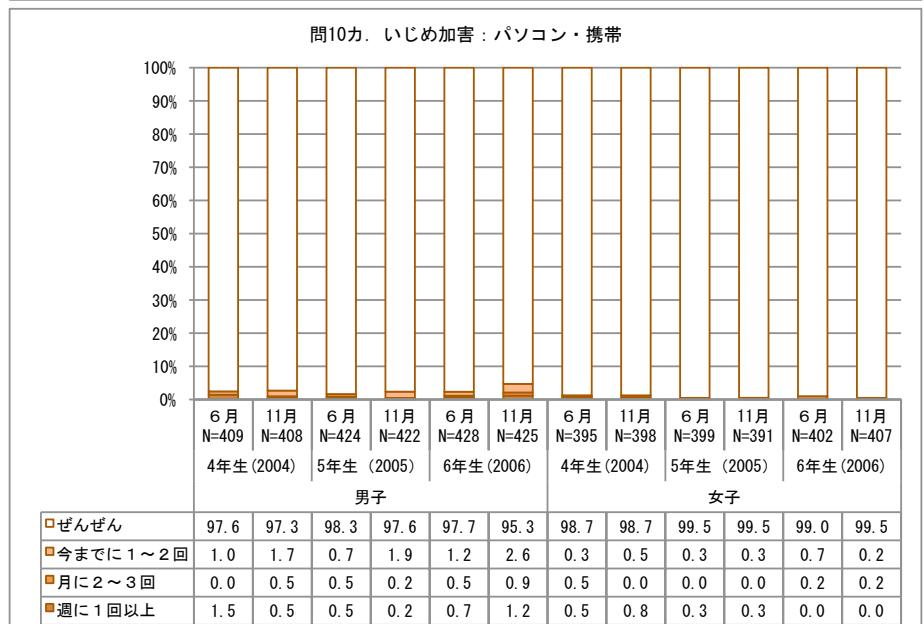 問10カ．いじめ加害：パソコン・携帯
100%
90%
80%
70%
60%
50%
40%
30%
20%
10%
0%
６月 11月 ６月 11月 ６月 11月 ６月 11月 ６月 11月 ６月 11月
N=409 N=408 N=424 N=422 N=428 N=425 N=395 N=398 N=399 N=391 N=402 N=407
4年生(2004) 5年生（2005） 6年生(2006) 4年生(2004) 5年生（2005） 6年生(2006)
男子 女子
ぜんぜん 97.6 97.3 98.3 97.6 97.7 95.3 98.7 98.7 99.5 99.5 99.0 99.5
今までに１～２回 1.0 1.7 0.7 1.9 1.2 2.6 0.3 0.5 0.3 0.3 0.7 0.2
月に２～３回 0.0 0.5 0.5 0.2 0.5 0.9 0.5 0.0 0.0 0.0 0.2 0.2
週に１回以上 1.5 0.5 0.5 0.2 0.7 1.2 0.5 0.8 0.3 0.3 0.0 0.0